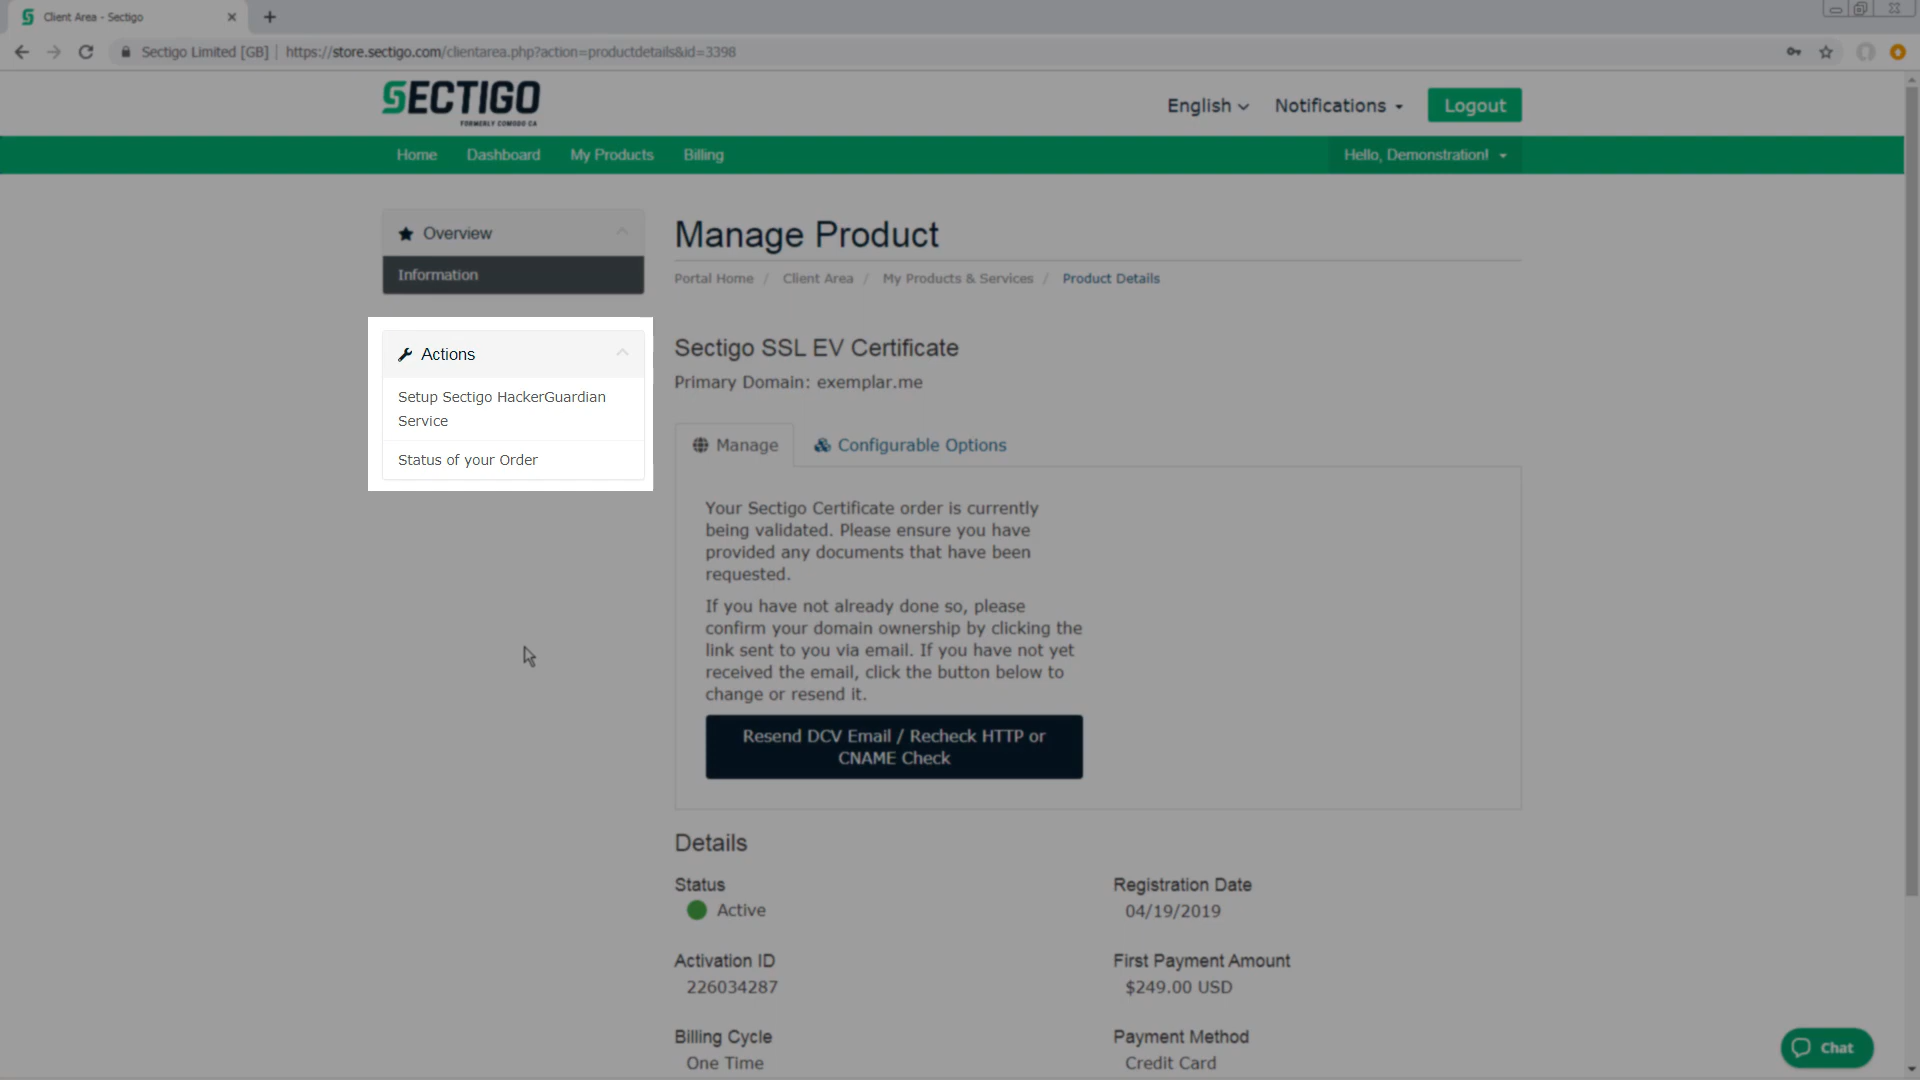 Client Area - Sectigo
Sectigo Limited [GB] | https://store.sectigo.com/clientarea.php?action=productdetails&id=3398
SECTIGO
FORMERLY COMODO CA
English
Notifications
Logout
Home
Dashboard
My Products
Billing
Hello, Demonstration!
Overview
Information
Actions
Setup Sectigo HackerGuardian
Service
Status of your Order
Manage Product
Portal Home / Client Area / My Products & Services / Product Details
Sectigo SSL EV Certificate
Primary Domain: exemplar.me
Manage
Configurable Options
Your Sectigo Certificate order is currently
being validated. Please ensure you have
provided any documents that have been
requested.
If you have not already done so, please
confirm your domain ownership by clicking the
link sent to you via email. If you have not yet
received the email, click the button below to
change or resend it.
Resend DCV Email / Recheck HTTP or
CNAME Check
Details
Status
Active
Registration Date
04/19/2019
Activation ID
226034287
First Payment Amount
$249.00 USD
Billing Cycle
One Time
Payment Method
Credit Card
Chat